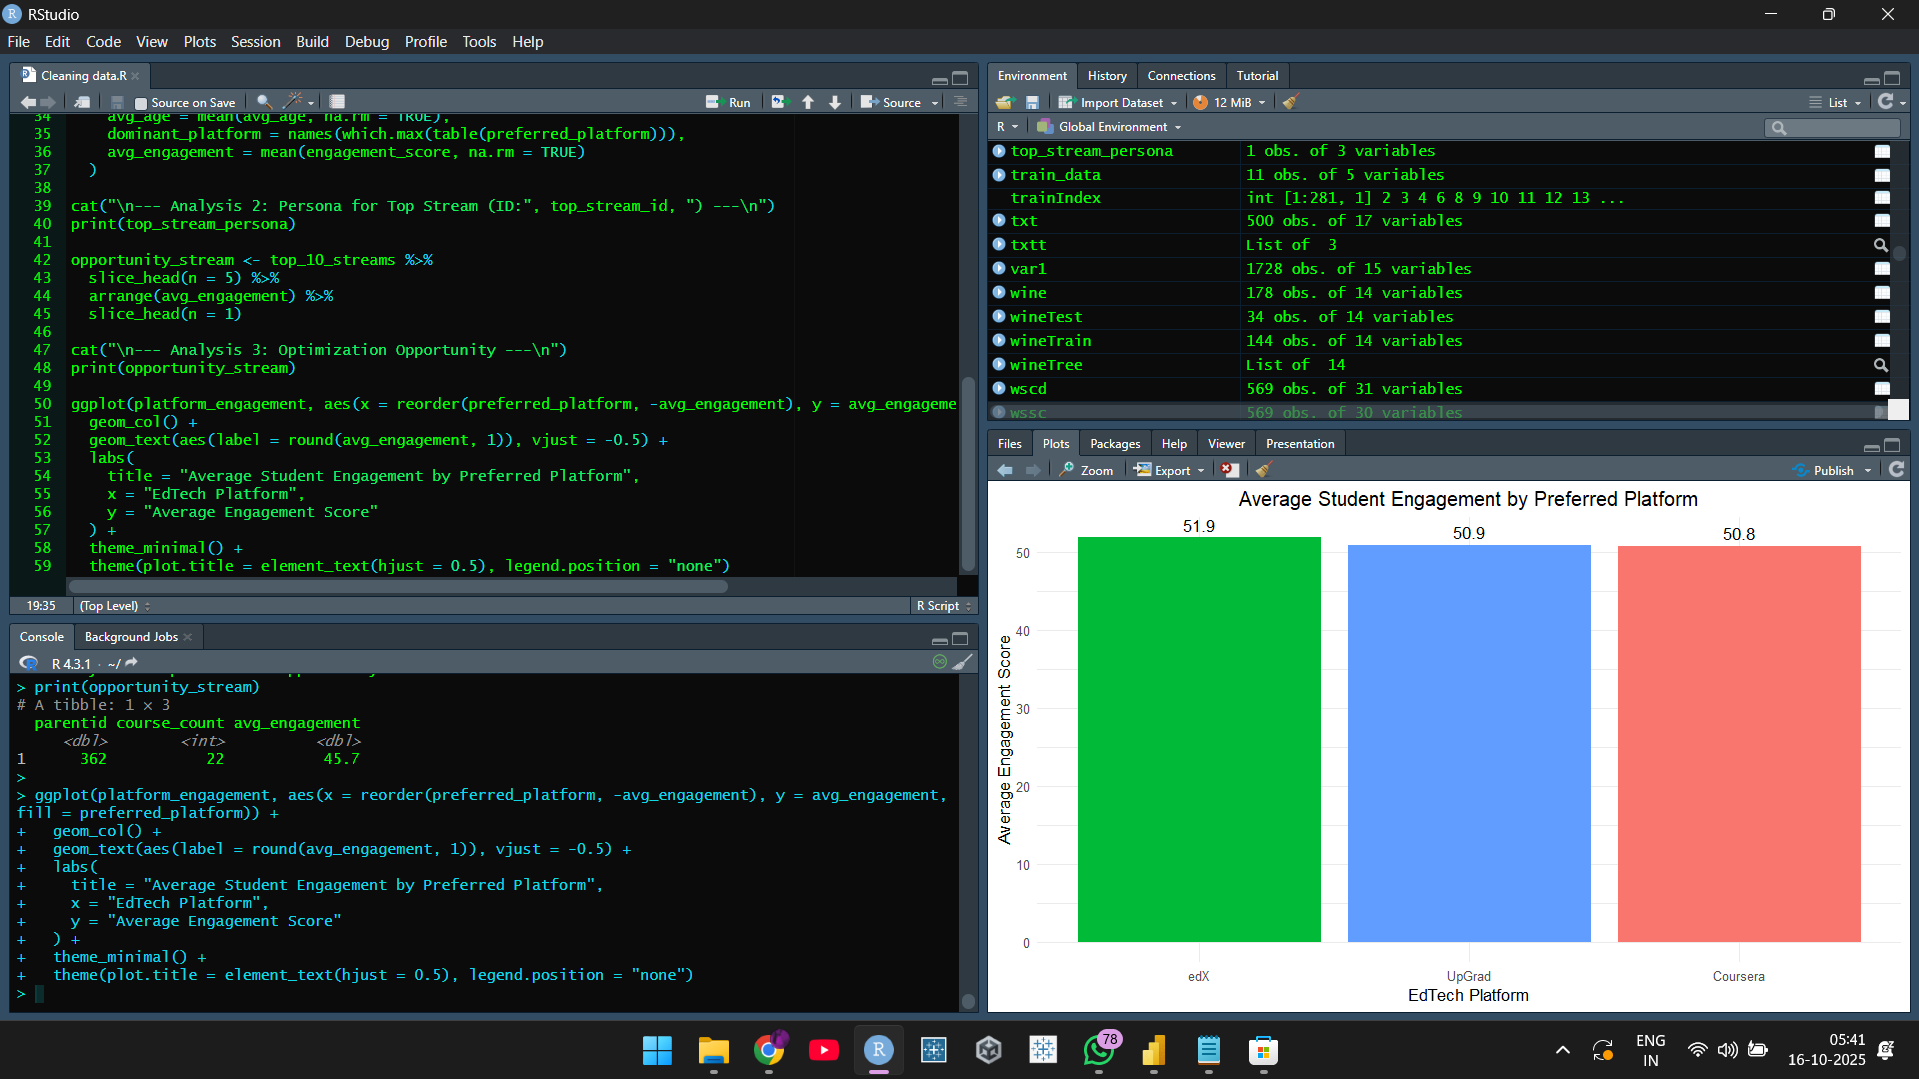 RStudio
File Edit Code View Plots Session Build Debug Profile Tools Help
Cleaning data.R
Source on Save
Run
Source
34 avg_age = mean(avg_age, na.rm = TRUE),
35 dominant_platform = names(which.max(table(preferred_platform))),
36 avg_engagement = mean(engagement_score, na.rm = TRUE)
37 )
38
39 cat("\n--- Analysis 2: Persona for Top Stream (ID:", top_stream_id, ") ---\n")
40 print(top_stream_persona)
41
42 opportunity_stream <- top_10_streams %>%
43 slice_head(n = 5) %>%
44 arrange(avg_engagement) %>%
45 slice_head(n = 1)
46
47 cat("\n--- Analysis 3: Optimization Opportunity ---\n")
48 print(opportunity_stream)
49
50 ggplot(platform_engagement, aes(x = reorder(preferred_platform, -avg_engagement), y = avg_engageme
51 geom_col() +
52 geom_text(aes(label = round(avg_engagement, 1)), vjust = -0.5) +
53 labs(
54 title = "Average Student Engagement by Preferred Platform",
55 x = "EdTech Platform",
56 y = "Average Engagement Score"
57 ) +
58 theme_minimal() +
59 theme(plot.title = element_text(hjust = 0.5), legend.position = "none")
19:35 (Top Level) R Script
Console Background Jobs
R 4.3.1 · ~/
> print(opportunity_stream)
# A tibble: 1 × 3
parentid course_count avg_engagement
<dbl> <int> <dbl>
1 362 22 45.7
>
> ggplot(platform_engagement, aes(x = reorder(preferred_platform, -avg_engagement), y = avg_engagement,
fill = preferred_platform)) +
+ geom_col() +
+ geom_text(aes(label = round(avg_engagement, 1)), vjust = -0.5) +
+ labs(
+ title = "Average Student Engagement by Preferred Platform",
+ x = "EdTech Platform",
+ y = "Average Engagement Score"
+ ) +
+ theme_minimal() +
+ theme(plot.title = element_text(hjust = 0.5), legend.position = "none")
>
Environment History Connections Tutorial
Import Dataset 12 MiB List
R Global Environment
top_stream_persona 1 obs. of 3 variables
train_data 11 obs. of 5 variables
trainIndex int [1:281, 1] 2 3 4 6 8 9 10 11 12 13 ...
txt 500 obs. of 17 variables
txtt List of 3
var1 1728 obs. of 15 variables
wine 178 obs. of 14 variables
wineTest 34 obs. of 14 variables
wineTrain 144 obs. of 14 variables
wineTree List of 14
wscd 569 obs. of 31 variables
wssc 569 obs. of 30 variables
Files Plots Packages Help Viewer Presentation
Zoom Export Publish
Average Student Engagement by Preferred Platform
51.9
50.9
50.8
50
40
30
20
10
0
Average Engagement Score
edX UpGrad Coursera
EdTech Platform
78
ENG
IN
05:41
16-10-2025